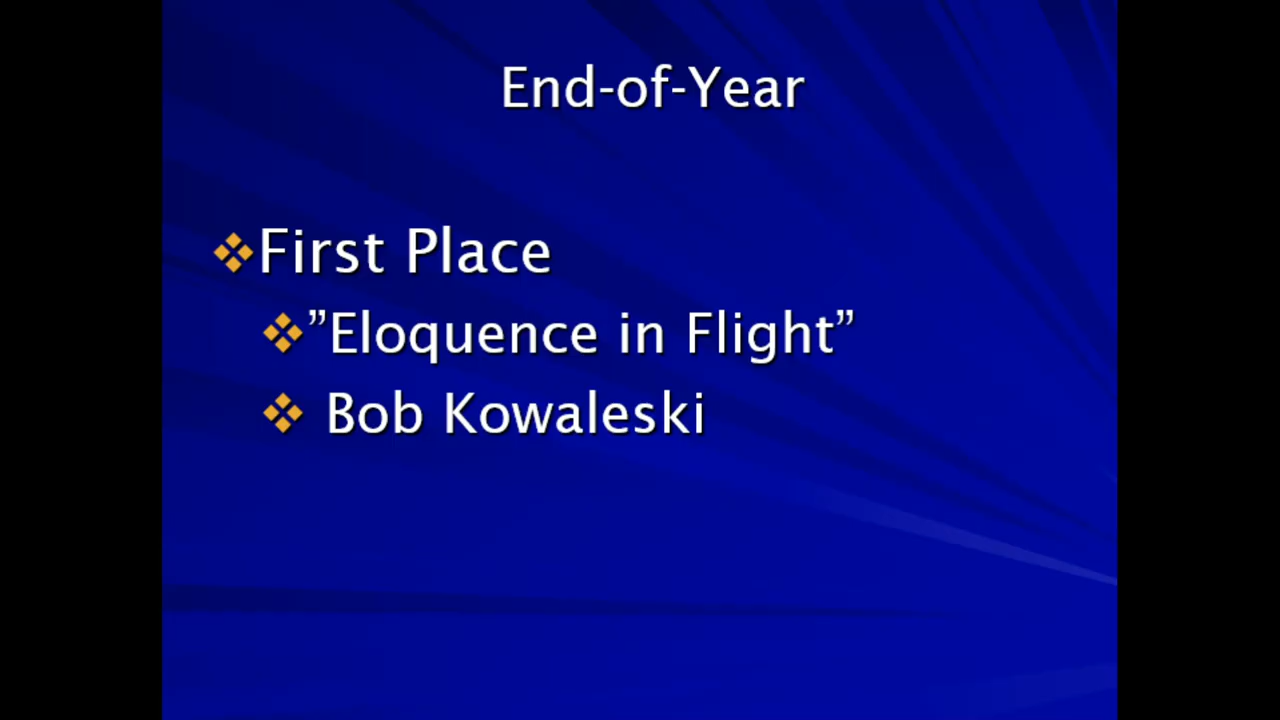 End-of-Year
First Place
”Eloquence in Flight”
Bob Kowaleski